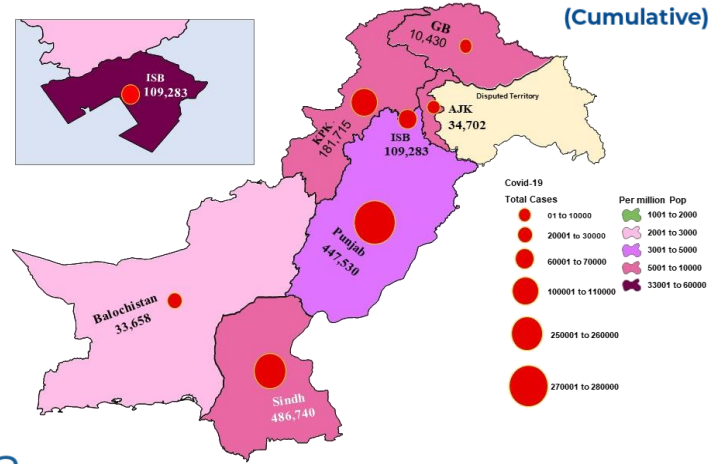 (Cumulative)
GB
10,430
ISB
109,283
Disputed Territory
AJK
34,702
KPK
181,715
ISB
109,283
Punjab
447,530
Balochistan
33,658
Sindh
486,740
Covid-19
Total Cases
01 to 10000
20001 to 30000
60001 to 70000
100001 to 110000
250001 to 260000
270001 to 280000
Per million Pop
1001 to 2000
2001 to 3000
3001 to 5000
5001 to 10000
33001 to 60000